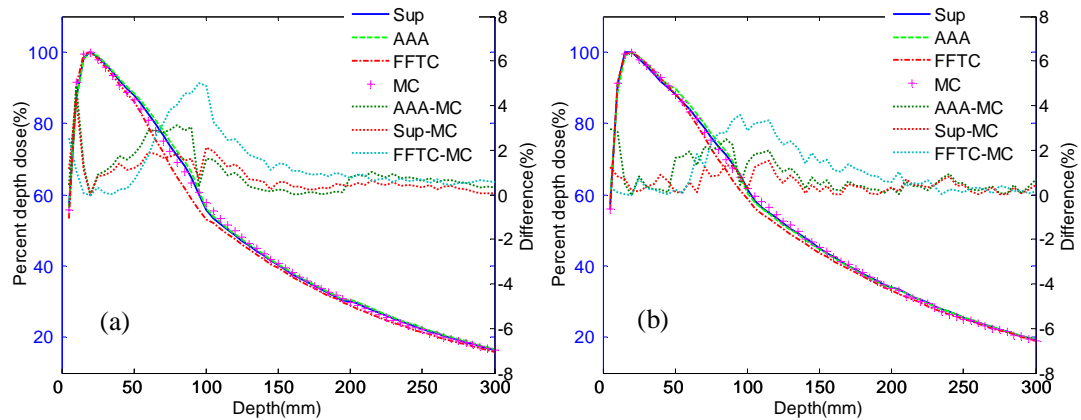 Percent depth dose(%)
100
80
60
40
20
8
6
4
2
0
-2
-4
-6
-8
Difference(%)
Sup
AAA
FFTC
MC
AAA-MC
Sup-MC
FFTC-MC
(a)
0 50 100 150 200 250 300
Depth(mm)
Percent depth dose(%)
100
80
60
40
20
8
6
4
2
0
-2
-4
-6
-8
Difference(%)
Sup
AAA
FFTC
MC
AAA-MC
Sup-MC
FFTC-MC
(b)
0 50 100 150 200 250 300
Depth(mm)